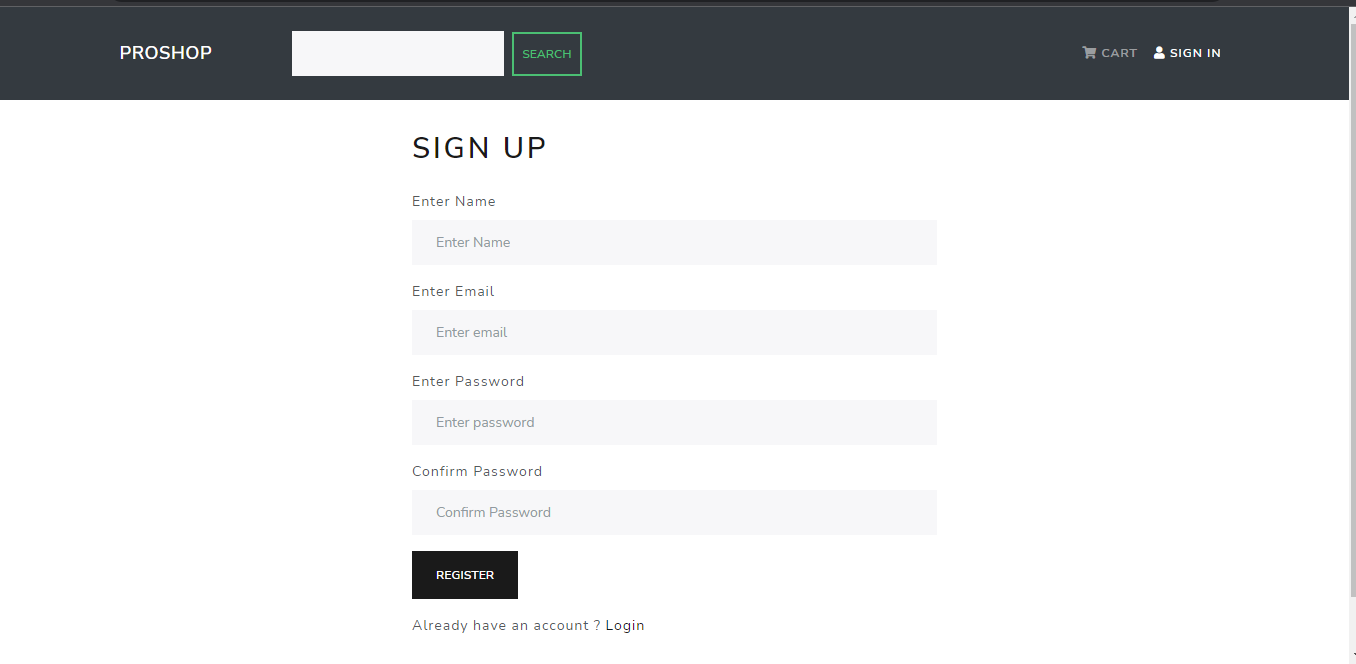 PROSHOP SEARCH CART SIGN IN
SIGN UP
Enter Name
Enter Name
Enter Email
Enter email
Enter Password
Enter password
Confirm Password
Confirm Password
REGISTER
Already have an account ? Login